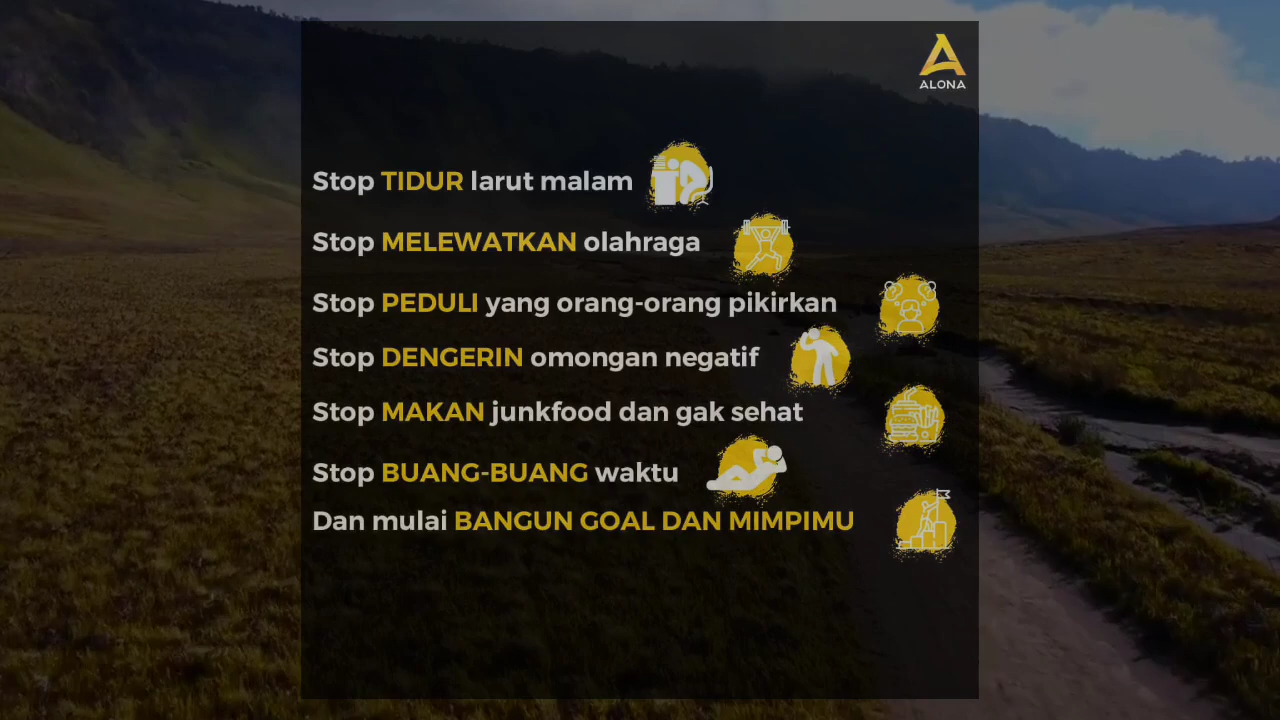 ALONA
Stop TIDUR larut malam
Stop MELEWATKAN olahraga
Stop PEDULI yang orang-orang pikirkan
Stop DENGERIN omongan negatif
Stop MAKAN junkfood dan gak sehat
Stop BUANG-BUANG waktu
Dan mulai BANGUN GOAL DAN MIMPIMU